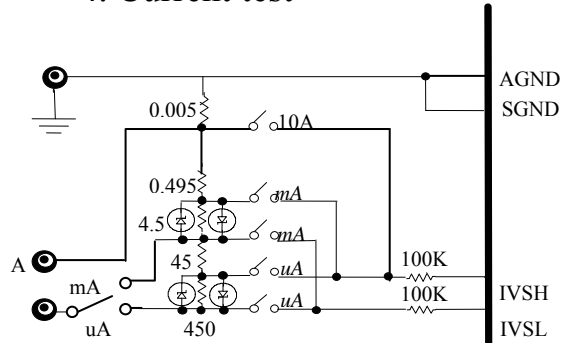 4. Current test
AGND
SGND
0.005
10A
0.495
mA
4.5
mA
A
45
uA
100K
mA
IVSH
uA
100K
uA
450
IVSL